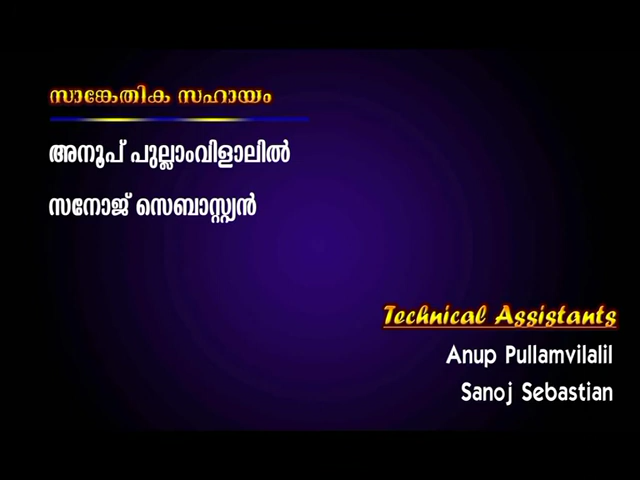 സാങ്കേതിക സഹായം
അനൂപ് പുല്ലാംവിളാലിൽ
സനോജ് സെബാസ്റ്റ്യൻ
Technical Assistants
Anup Pullamvilalil
Sanoj Sebastian